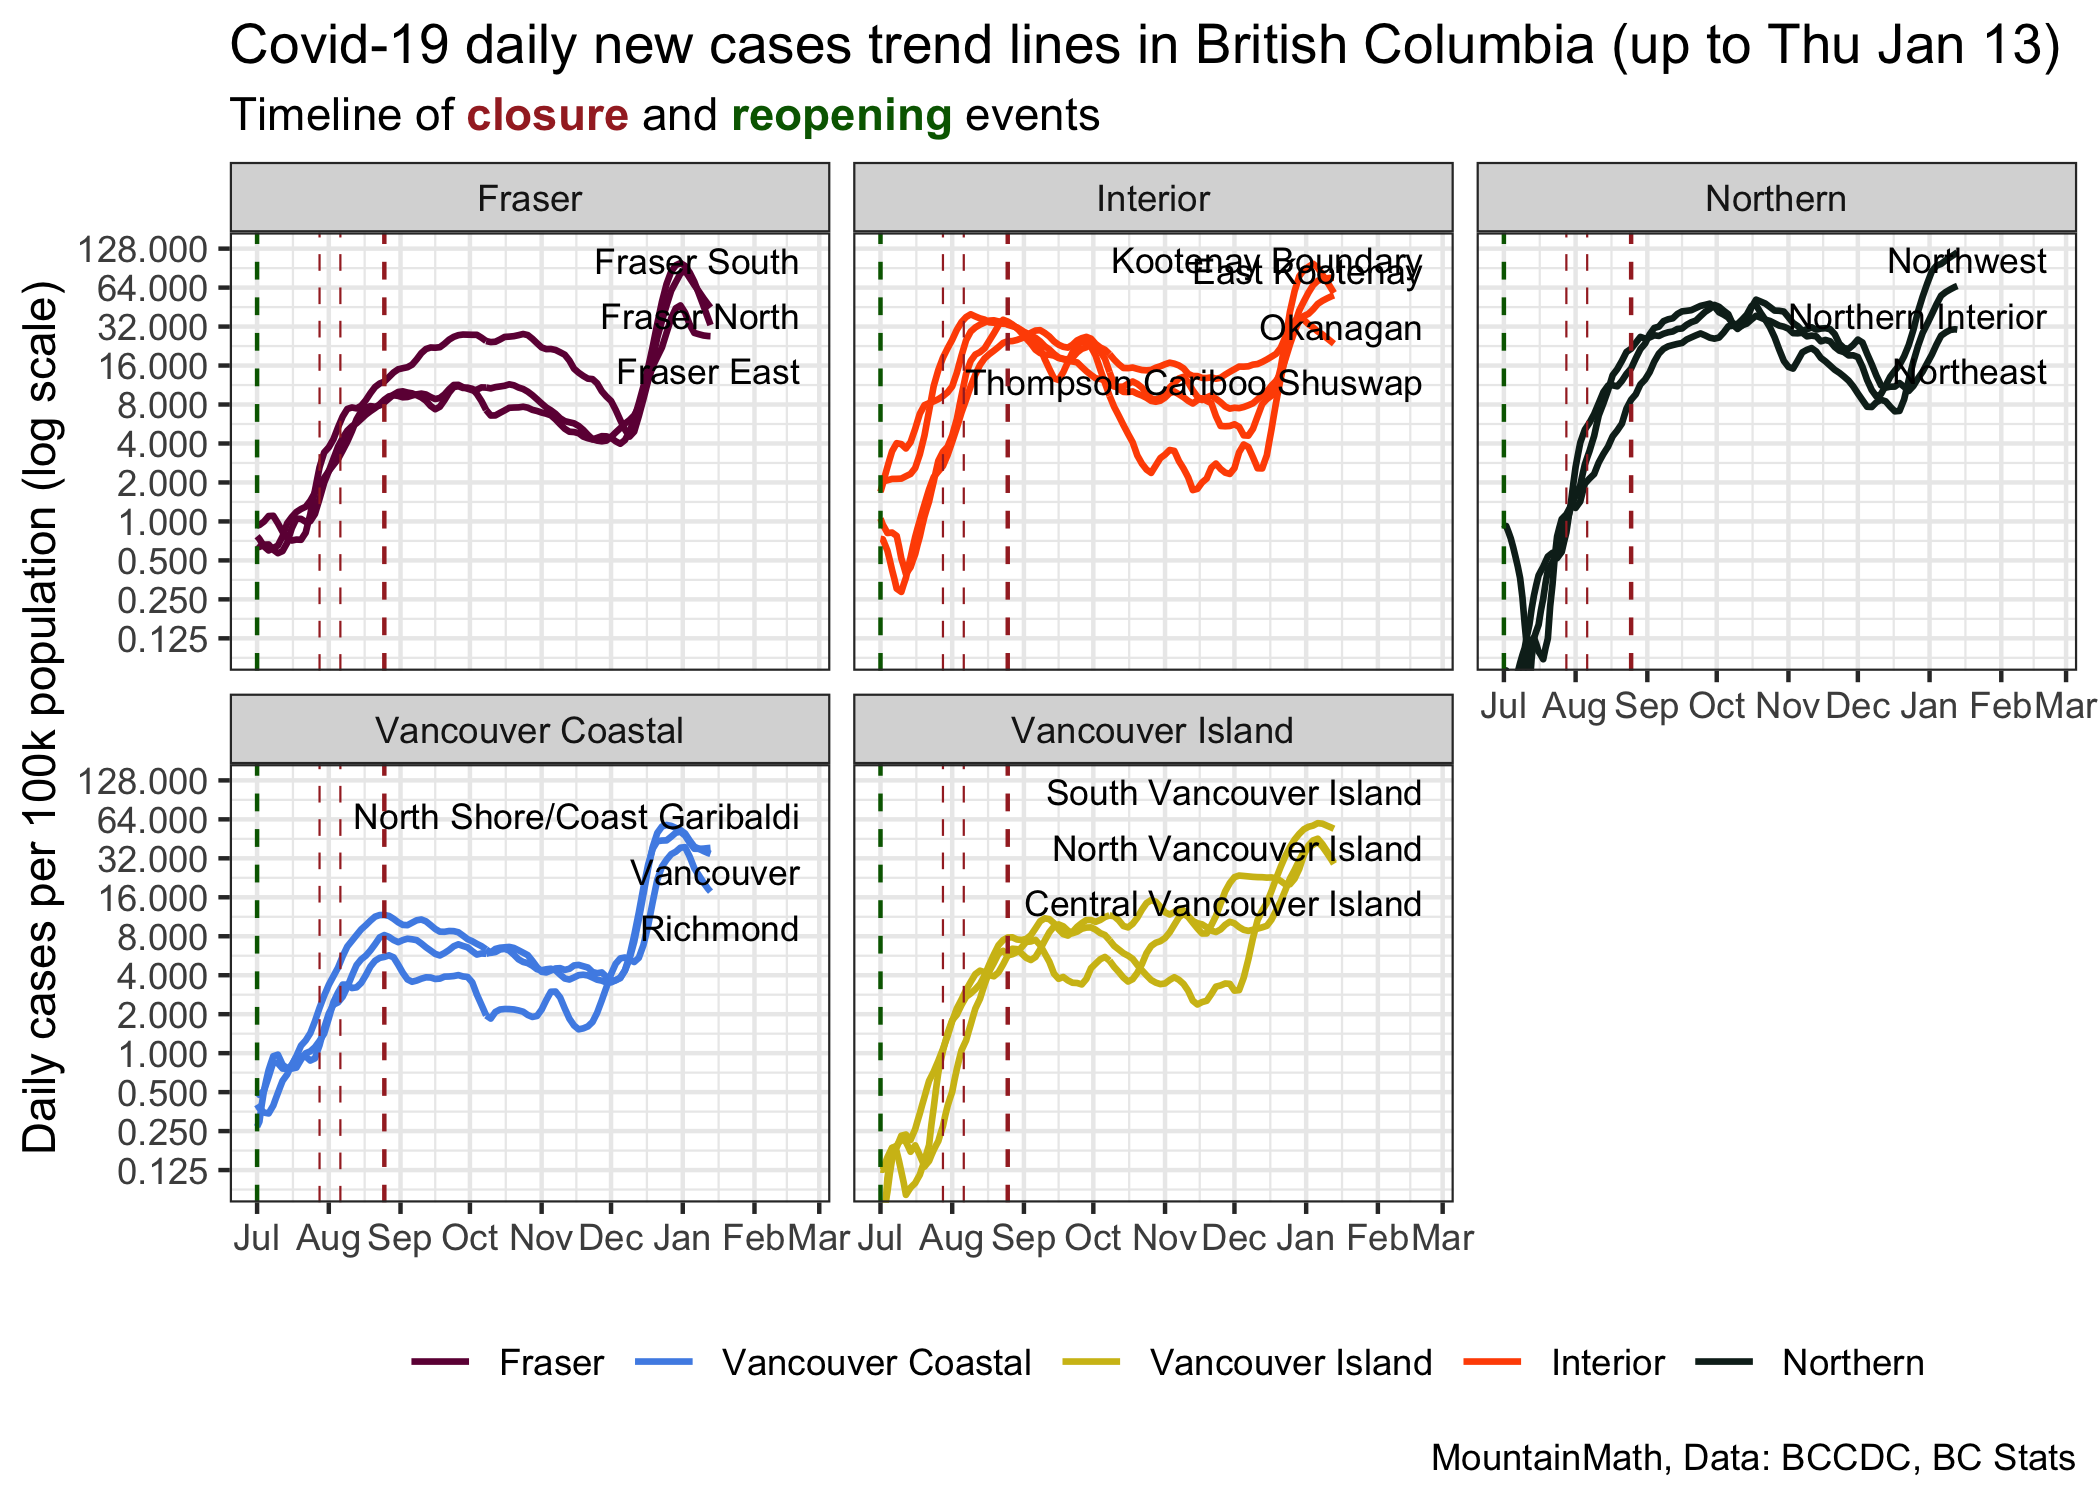 Covid-19 daily new cases trend lines in British Columbia (up to Thu Jan 13)
Timeline of closure and reopening events
Daily cases per 100k population (log scale)
Fraser
128.000
64.000
32.000
16.000
8.000
4.000
2.000
1.000
0.500
0.250
0.125
Fraser South
Fraser North
Fraser East
Interior
Kootenay Boundary
East Kootenay
Okanagan
Thompson Cariboo Shuswap
Northern
Northwest
Northern Interior
Northeast
Jul Aug Sep Oct Nov Dec Jan Feb Mar
Vancouver Coastal
128.000
64.000
32.000
16.000
8.000
4.000
2.000
1.000
0.500
0.250
0.125
North Shore/Coast Garibaldi
Vancouver
Richmond
Jul Aug Sep Oct Nov Dec Jan Feb Mar
Vancouver Island
South Vancouver Island
North Vancouver Island
Central Vancouver Island
Jul Aug Sep Oct Nov Dec Jan Feb Mar
Fraser Vancouver Coastal Vancouver Island Interior Northern
MountainMath, Data: BCCDC, BC Stats